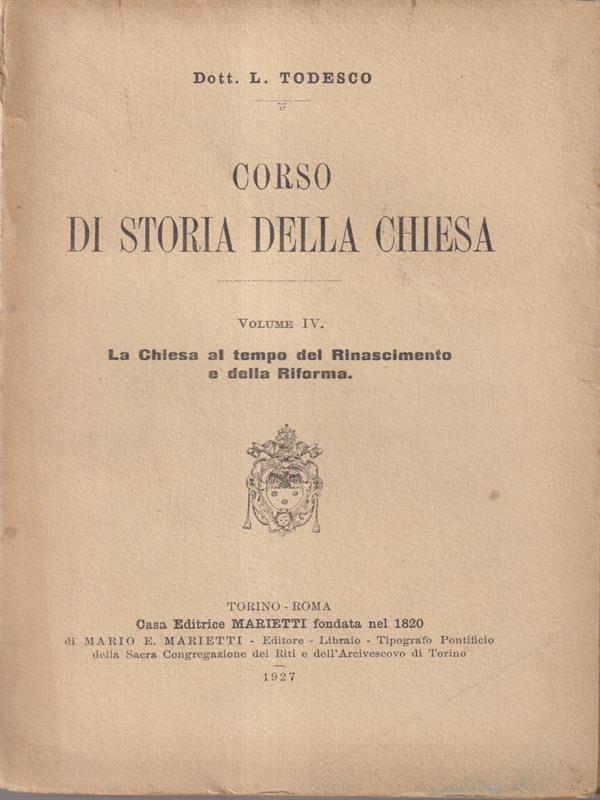 Dott. L. TODESCO
CORSO
DI STORIA DELLA CHIESA
VOLUME IV.
La Chiesa al tempo del Rinascimento
e della Riforma.
TORINO - ROMA
Casa Editrice MARIETTI fondata nel 1820
di MARIO E. MARIETTI - Editore - Libraio - Tipografo Pontificio
della Sacra Congregazione dei Riti e dell'Arcivescovo di Torino
1927